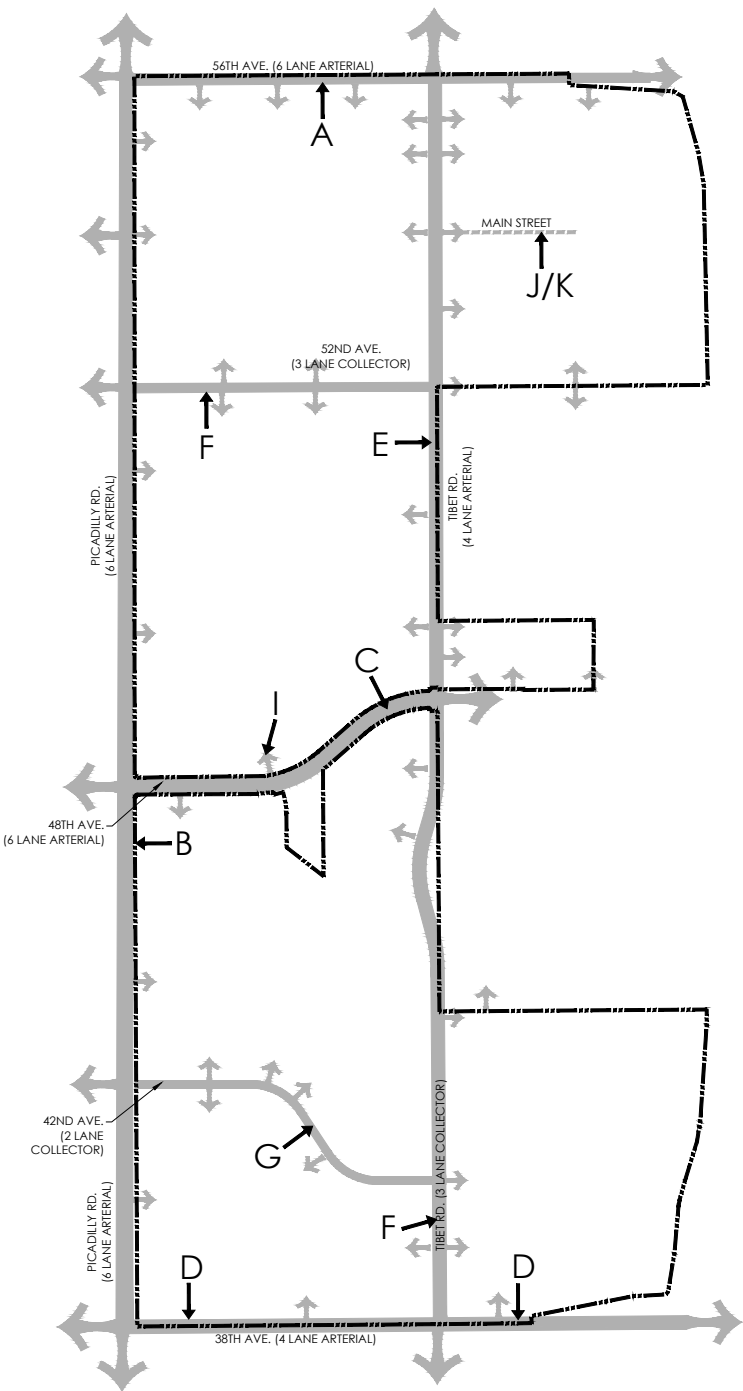 56TH AVE. (6 LANE ARTERIAL)
A
MAIN STREET
J/K
52ND AVE.
(3 LANE COLLECTOR)
F
E
PICADILLY RD.
(6 LANE ARTERIAL)
TIBET RD.
(4 LANE ARTERIAL)
C
I
48TH AVE.
(6 LANE ARTERIAL)
B
42ND AVE.
(2 LANE
COLLECTOR)
G
PICADILLY RD.
(6 LANE ARTERIAL)
TIBET RD. (3 LANE COLLECTOR)
F
D
D
38TH AVE. (4 LANE ARTERIAL)